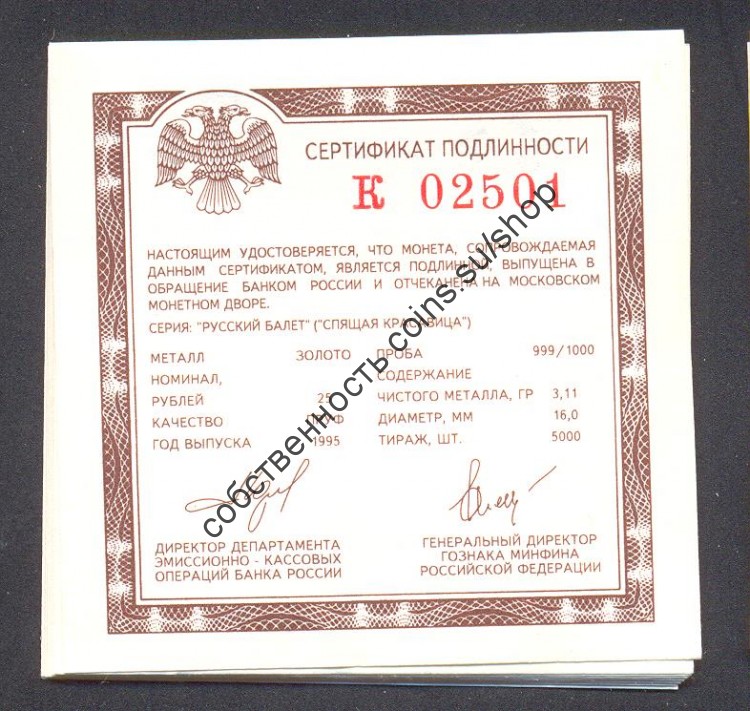 СЕРТИФИКАТ ПОДЛИННОСТИ
К 02501
НАСТОЯЩИМ УДОСТОВЕРЯЕТСЯ, ЧТО МОНЕТА, СОПРОВОЖДАЕМАЯ
ДАННЫМ СЕРТИФИКАТОМ, ЯВЛЯЕТСЯ ПОДЛИННОЙ, ВЫПУЩЕНА В
ОБРАЩЕНИЕ БАНКОМ РОССИИ И ОТЧЕКАНЕНА НА МОСКОВСКОМ
МОНЕТНОМ ДВОРЕ.
СЕРИЯ: "РУССКИЙ БАЛЕТ" ("СПЯЩАЯ КРАСАВИЦА")
МЕТАЛЛ ЗОЛОТО ПРОБА 999/1000
НОМИНАЛ, СОДЕРЖАНИЕ
РУБЛЕЙ 25 ЧИСТОГО МЕТАЛЛА, ГР 3,11
КАЧЕСТВО ПРУФ ДИАМЕТР, ММ 16,0
ГОД ВЫПУСКА 1995 ТИРАЖ, ШТ. 5000
ДИРЕКТОР ДЕПАРТАМЕНТА
ЭМИССИОННО - КАССОВЫХ
ОПЕРАЦИЙ БАНКА РОССИИ
ГЕНЕРАЛЬНЫЙ ДИРЕКТОР
ГОЗНАКА МИНФИНА
РОССИЙСКОЙ ФЕДЕРАЦИИ
собственность coins.su/shop